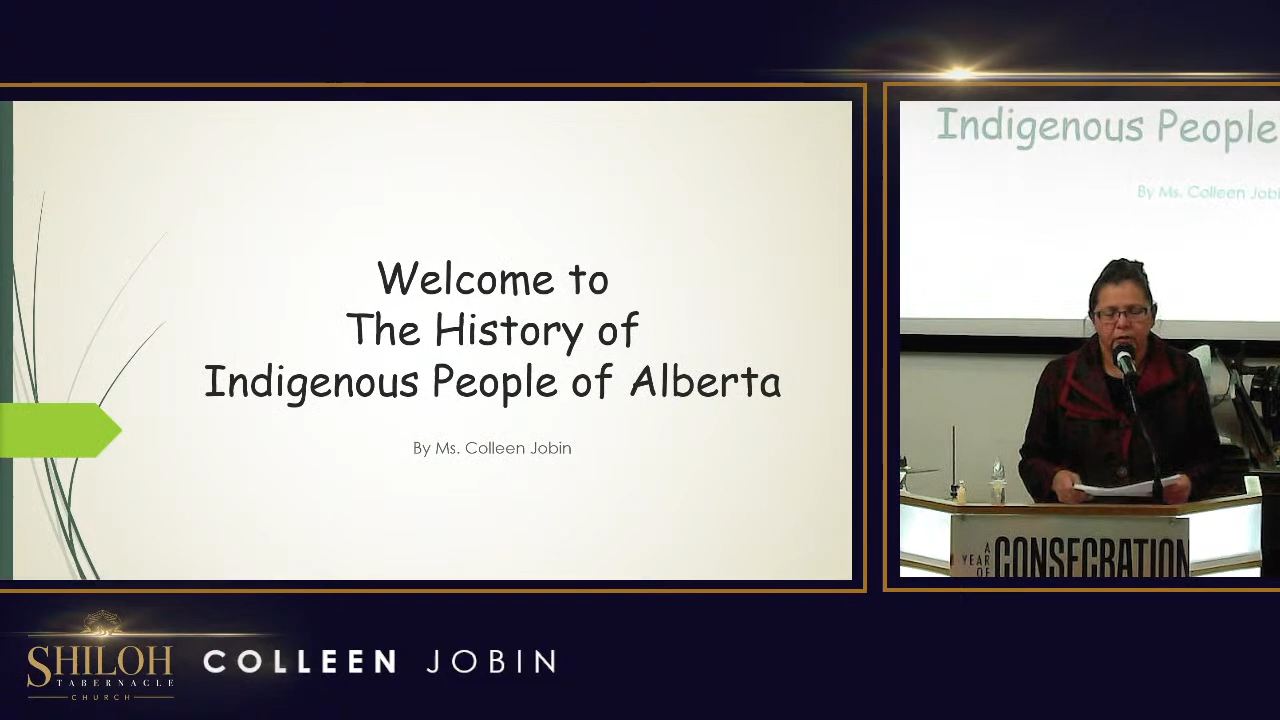 Welcome to
The History of
Indigenous People of Alberta
By Ms. Colleen Jobin
Indigenous People
By Ms. Colleen Jobi
A
YEAR
OF
CONSECRATION
SHILOH
TABERNACLE
CHURCH
COLLEEN JOBIN